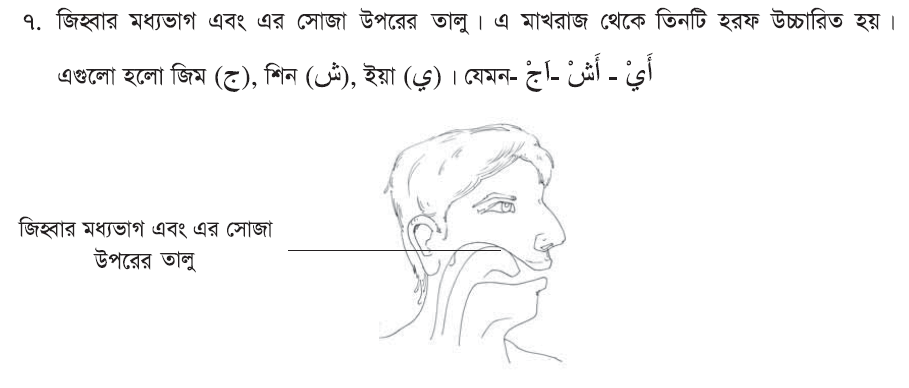 ৭. জিহ্বার মধ্যভাগ এবং এর সোজা উপরের তালু। এ মাখরাজ থেকে তিনটি হরফ উচ্চারিত হয়।
এগুলো হলো জিম (ج), শিন (ش), ইয়া (ي) । যেমন- اَجْ- أَشْ - أَيْ
জিহ্বার মধ্যভাগ এবং এর সোজা
উপরের তালু